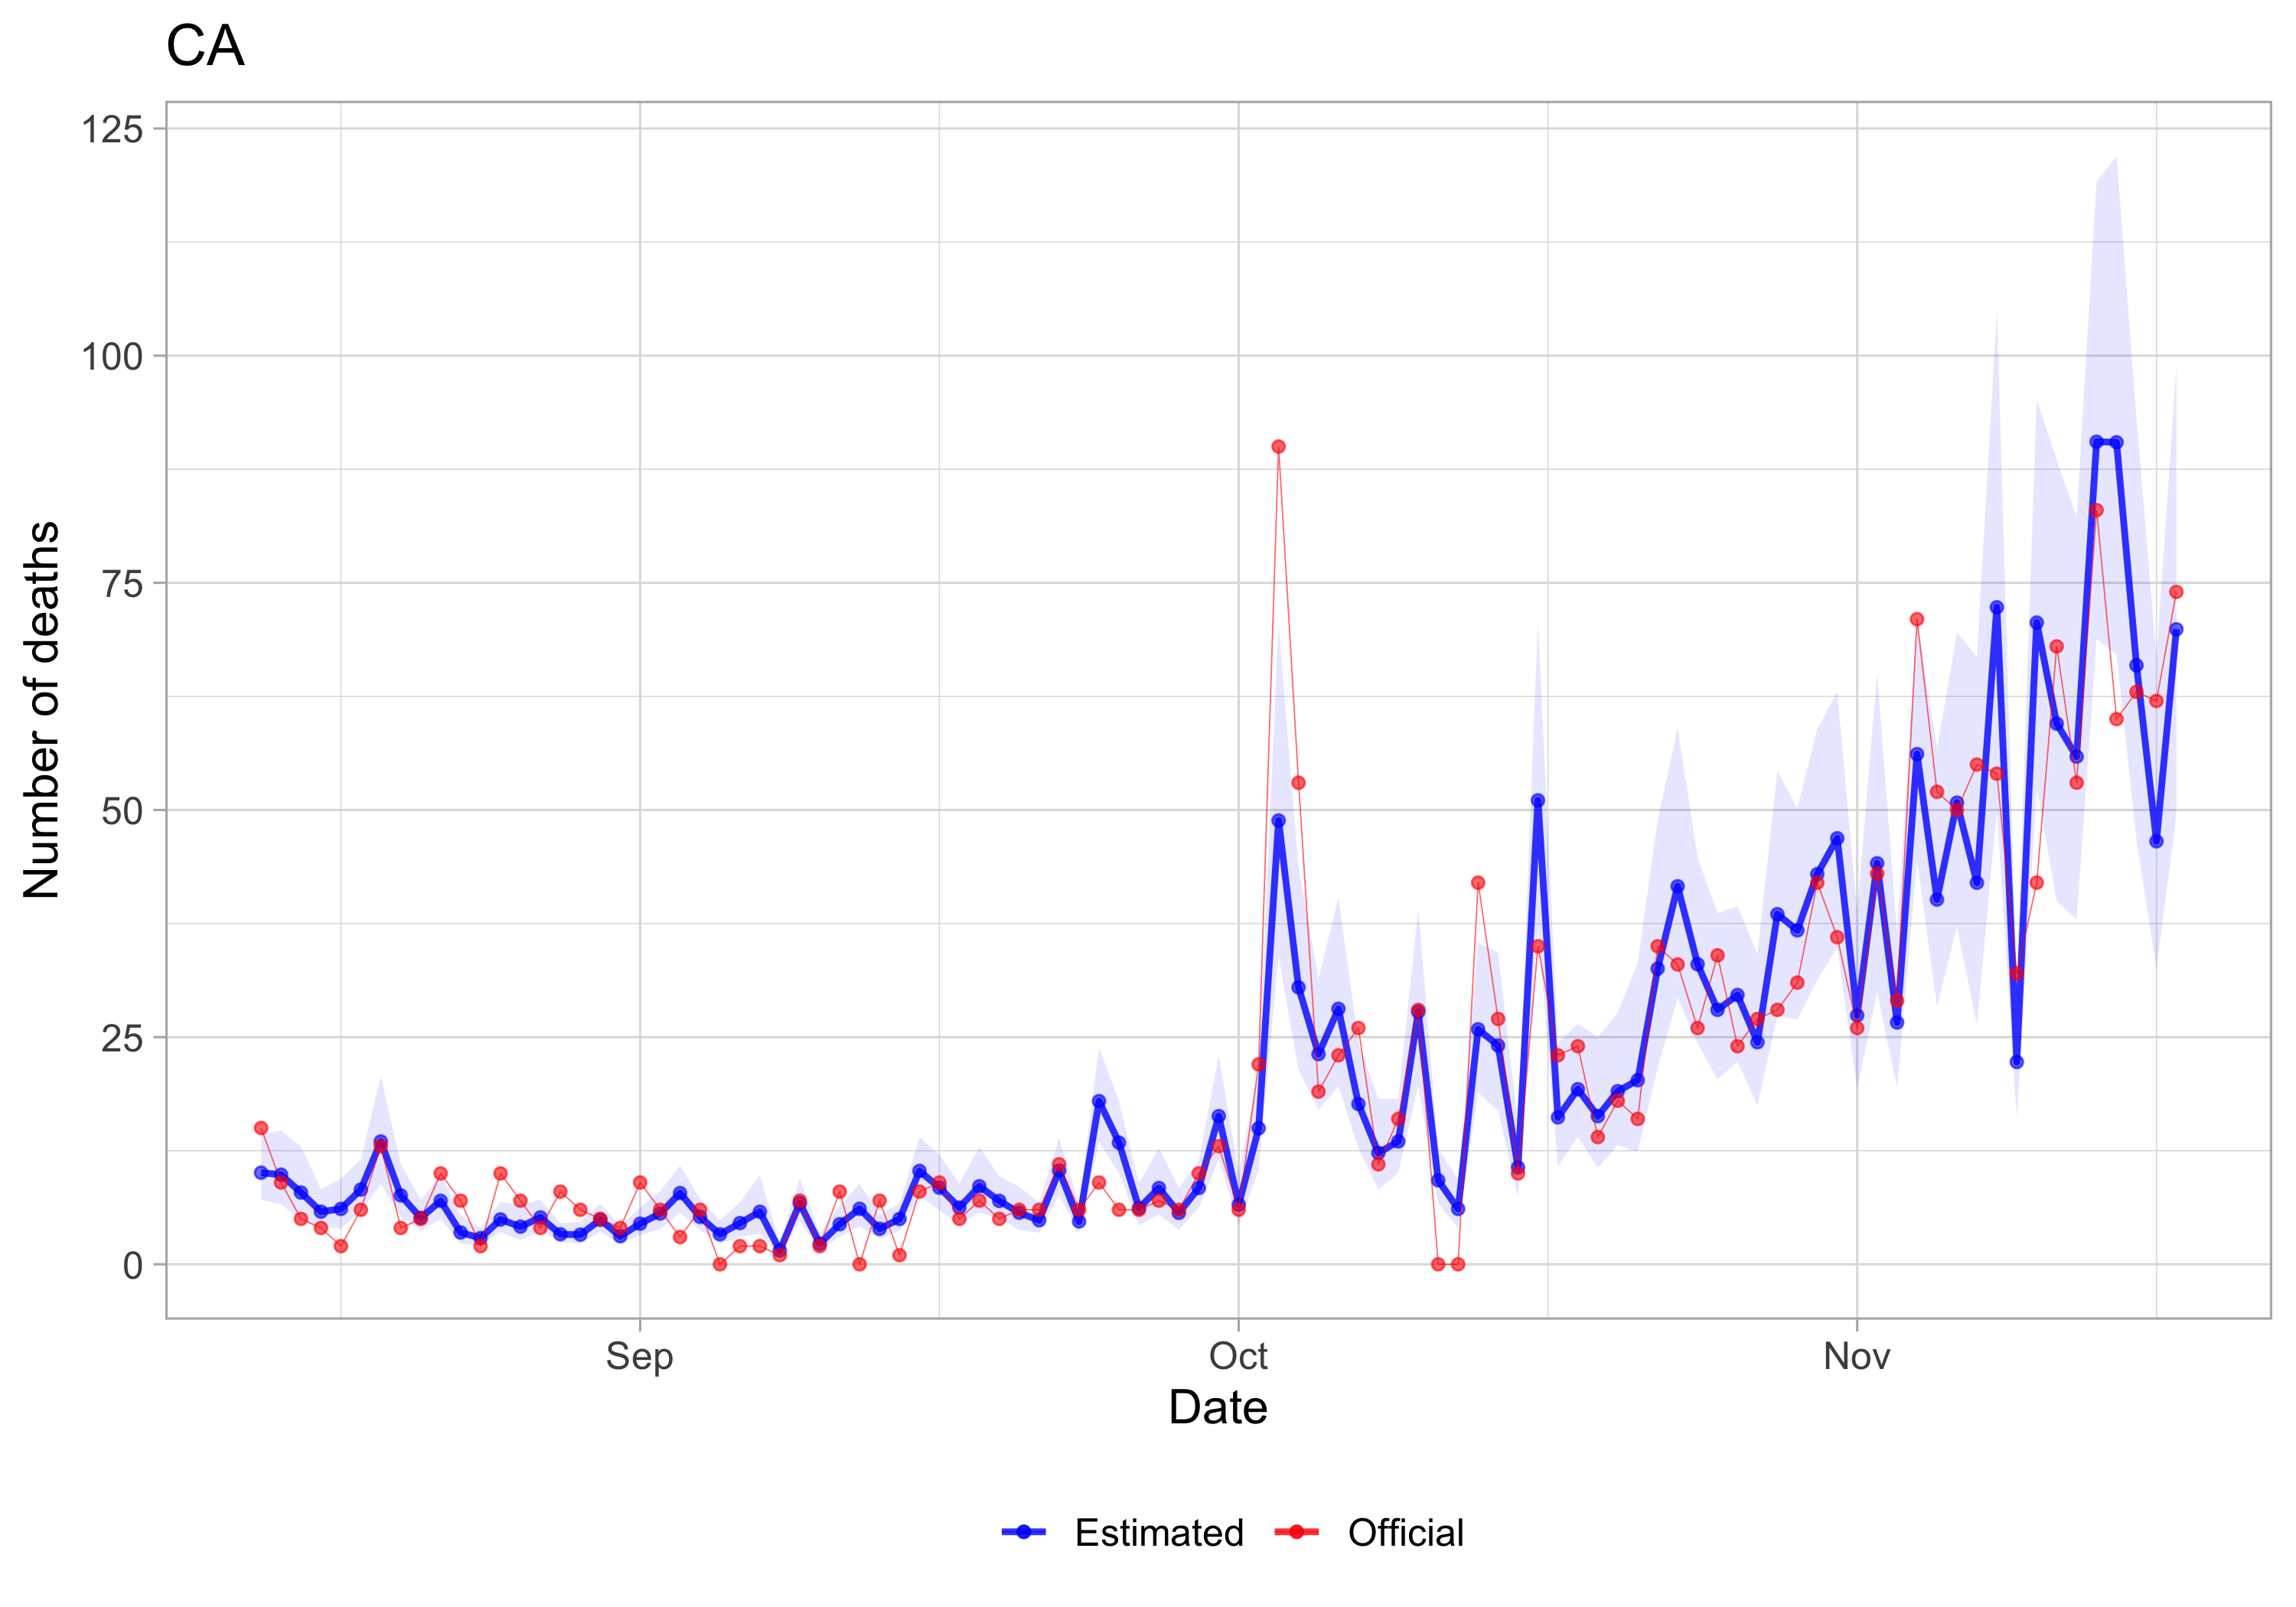 CA
125
100
75
50
25
0
Number of deaths
Sep Oct Nov
Date
Estimated Official